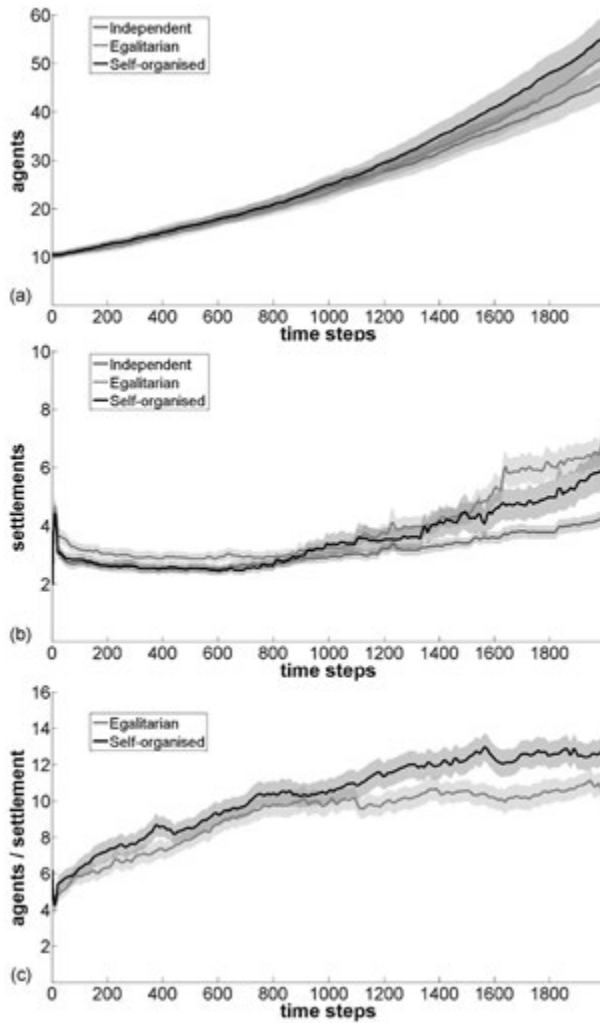 60
50
40
30
20
10
agents
Independent
Egalitarian
Self-organised
(a)
0 200 400 600 800 1000 1200 1400 1600 1800
time steps
10
8
6
4
2
settlements
Independent
Egalitarian
Self-organised
(b)
0 200 400 600 800 1000 1200 1400 1600 1800
time steps
16
14
12
10
8
6
4
2
agents / settlement
Egalitarian
Self-organised
(c)
0 200 400 600 800 1000 1200 1400 1600 1800
time steps